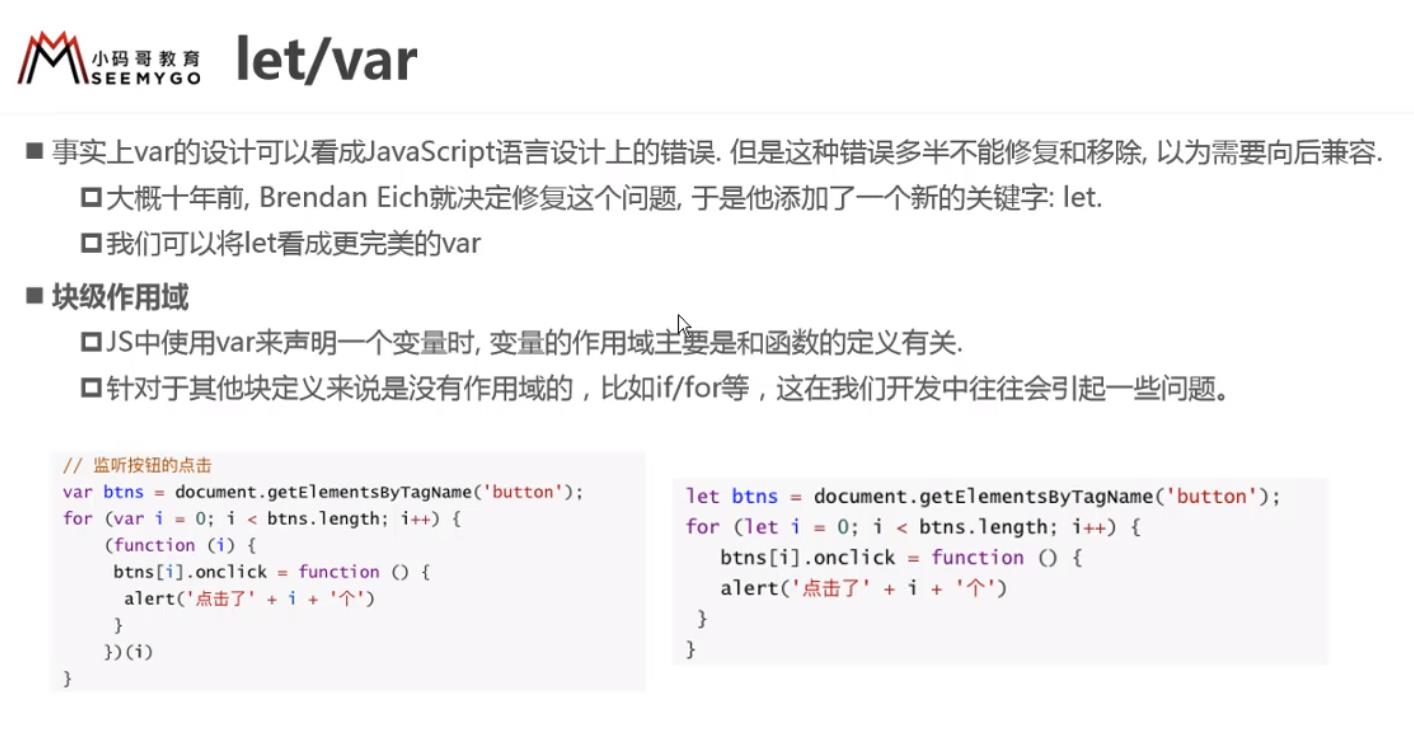 小码哥教育
SEEMYGO
let/var
事实上var的设计可以看成JavaScript语言设计上的错误. 但是这种错误多半不能修复和移除, 以为需要向后兼容.
大概十年前, Brendan Eich就决定修复这个问题, 于是他添加了一个新的关键字: let.
我们可以将let看成更完美的var
块级作用域
JS中使用var来声明一个变量时, 变量的作用域主要是和函数的定义有关.
针对于其他块定义来说是没有作用域的，比如if/for等，这在我们开发中往往会引起一些问题。
// 监听按钮的点击
var btns = document.getElementsByTagName('button');
for (var i = 0; i < btns.length; i++) {
(function (i) {
btns[i].onclick = function () {
alert('点击了' + i + '个')
}
})(i)
}
let btns = document.getElementsByTagName('button');
for (let i = 0; i < btns.length; i++) {
btns[i].onclick = function () {
alert('点击了' + i + '个')
}
}